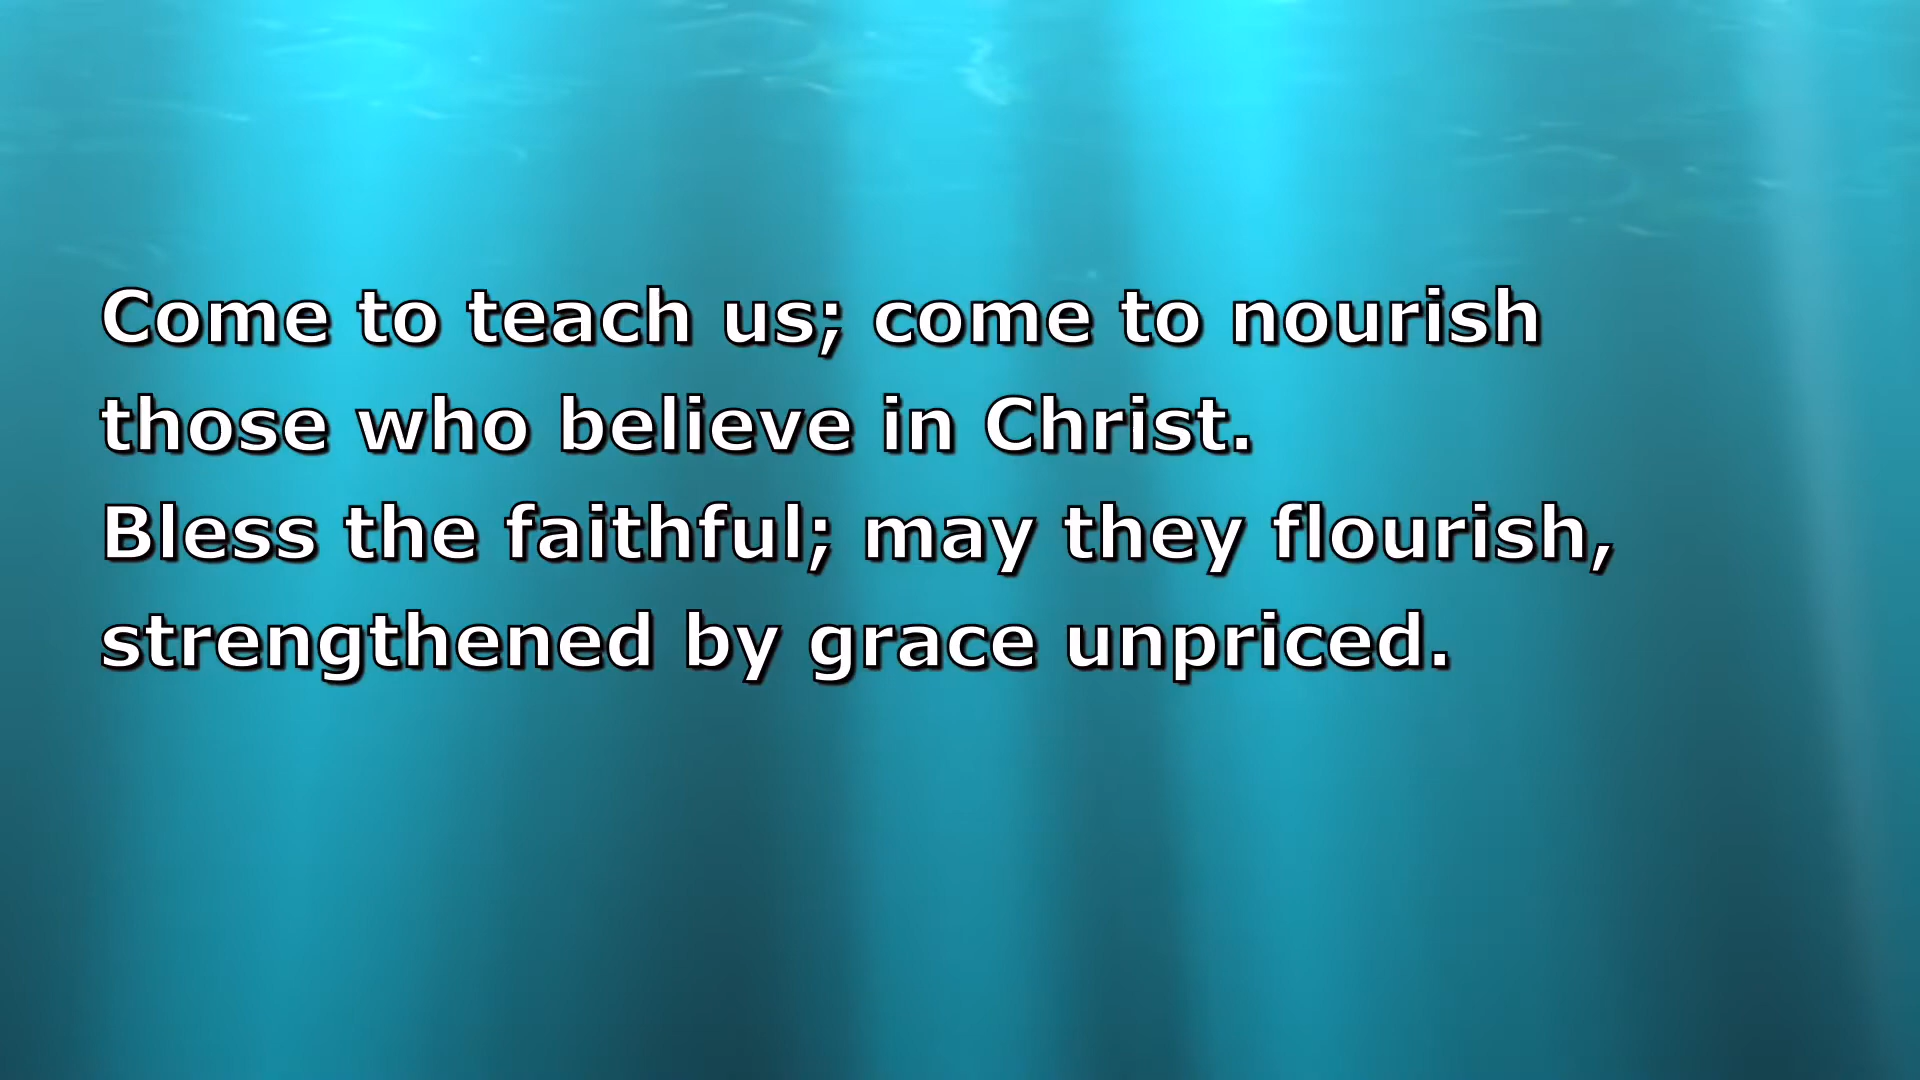 Come to teach us; come to nourish
those who believe in Christ.
Bless the faithful; may they flourish,
strengthened by grace unpriced.